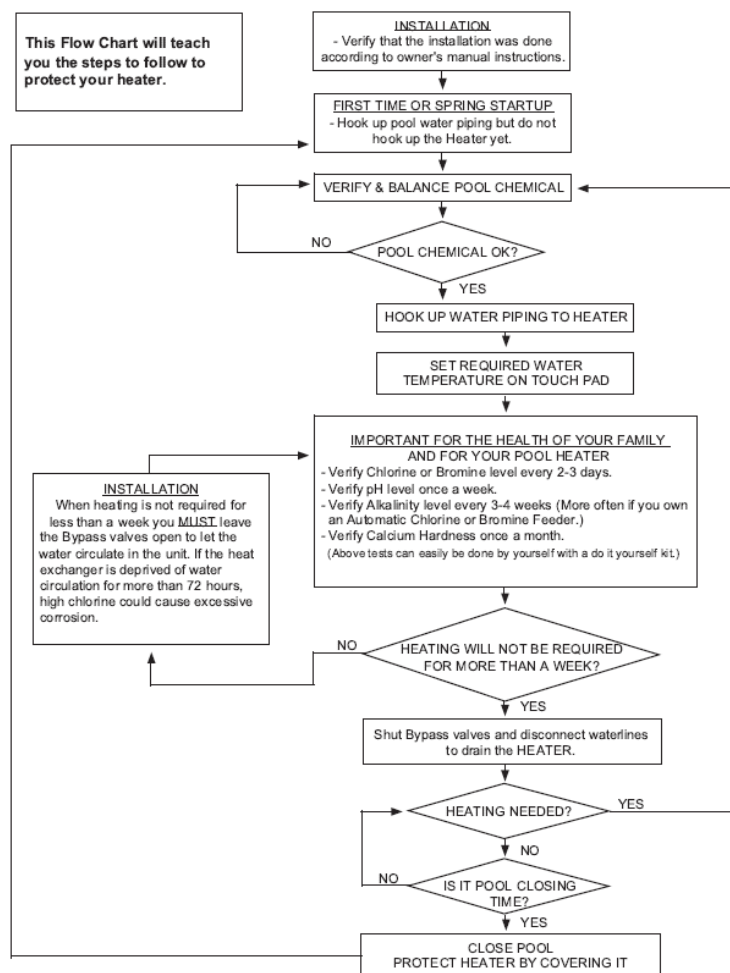 This Flow Chart will teach
you the steps to follow to
protect your heater.
INSTALLATION
- Verify that the installation was done
according to owner's manual instructions.
FIRST TIME OR SPRING STARTUP
- Hook up pool water piping but do not
hook up the Heater yet.
VERIFY & BALANCE POOL CHEMICAL
NO
POOL CHEMICAL OK?
YES
HOOK UP WATER PIPING TO HEATER
SET REQUIRED WATER
TEMPERATURE ON TOUCH PAD
IMPORTANT FOR THE HEALTH OF YOUR FAMILY
AND FOR YOUR POOL HEATER
- Verify Chlorine or Bromine level every 2-3 days.
- Verify pH level once a week.
- Verify Alkalinity level every 3-4 weeks (More often if you own
an Automatic Chlorine or Bromine Feeder.)
- Verify Calcium Hardness once a month.
(Above tests can easily be done by yourself with a do it yourself kit.)
INSTALLATION
When heating is not required for
less than a week you MUST leave
the Bypass valves open to let the
water circulate in the unit. If the heat
exchanger is deprived of water
circulation for more than 72 hours,
high chlorine could cause excessive
corrosion.
NO
HEATING WILL NOT BE REQUIRED
FOR MORE THAN A WEEK?
YES
Shut Bypass valves and disconnect waterlines
to drain the HEATER.
HEATING NEEDED?
YES
NO
NO
IS IT POOL CLOSING
TIME?
YES
CLOSE POOL
PROTECT HEATER BY COVERING IT